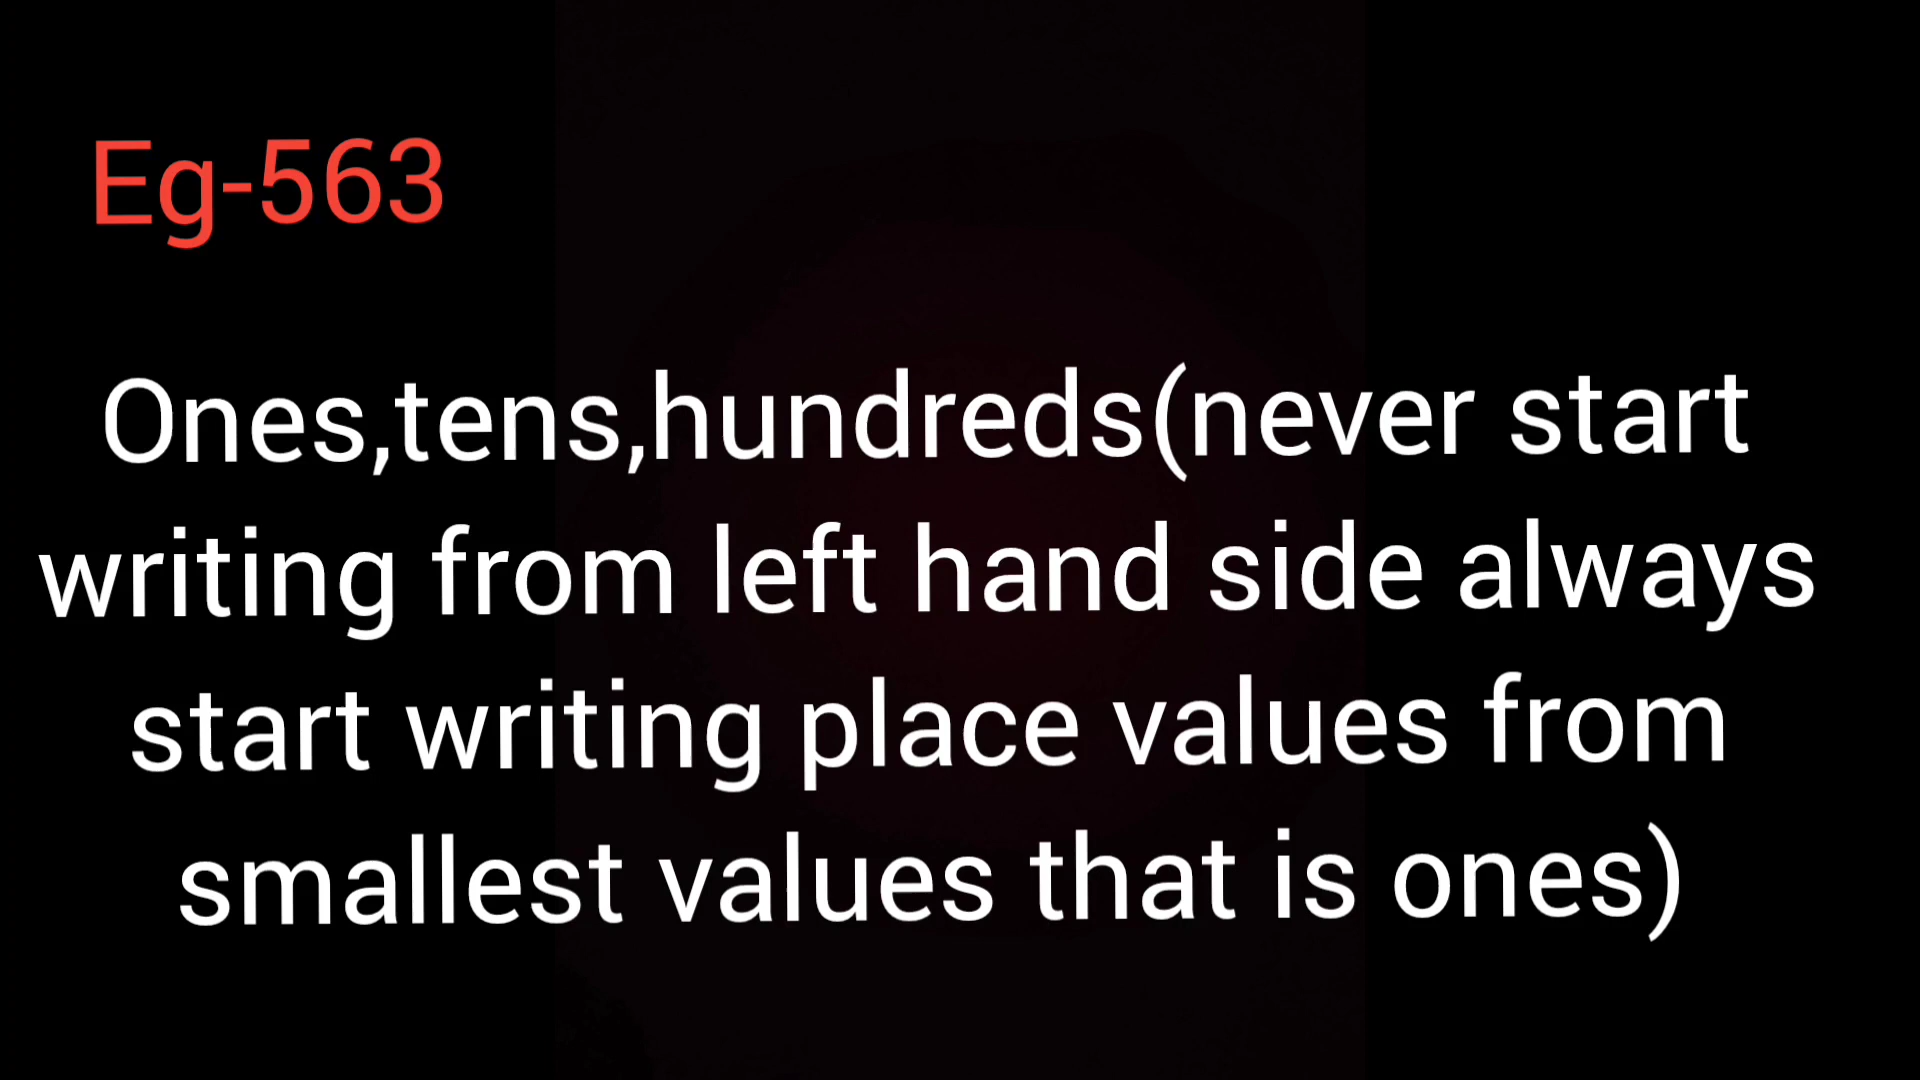 Eg-563
Ones,tens,hundreds(never start
writing from left hand side always
start writing place values from
smallest values that is ones)